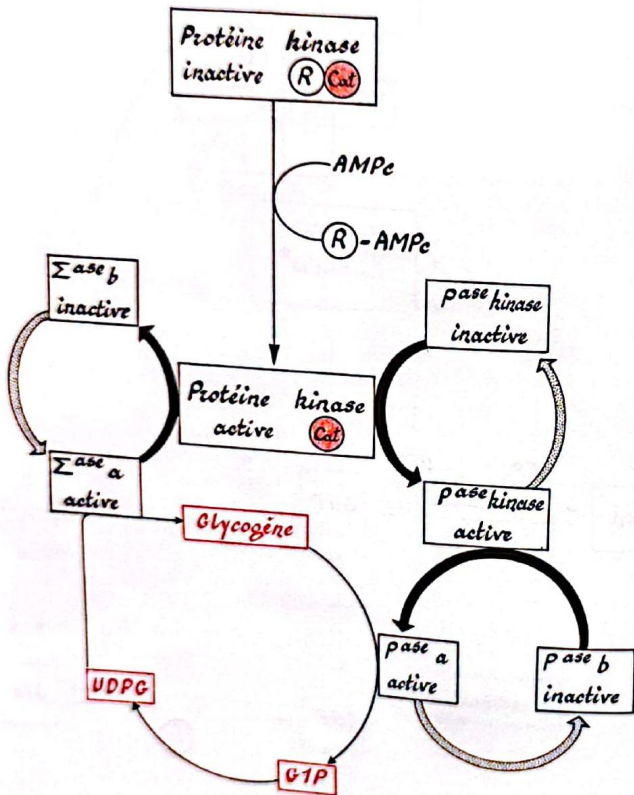 Protéine kinase
inactive R Cat
AMPc
R - AMPc
Σase b
inactive
Pase kinase
inactive
Protéine kinase
active Cat
Σase a
active
Pase kinase
active
Glycogéne
Pase a
active
Pase b
inactive
UDPG
G1P